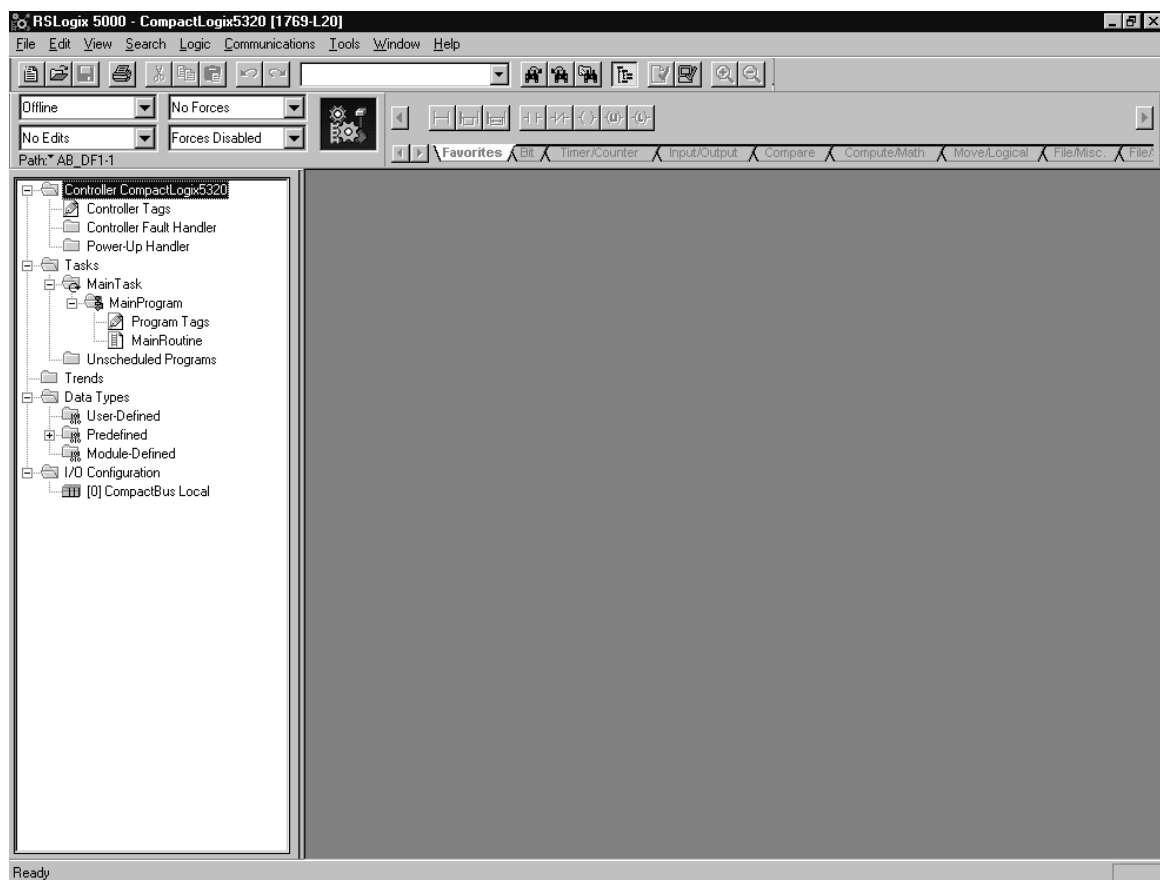 RSLogix 5000 - CompactLogix5320 [1769-L20]
File Edit View Search Logic Communications Tools Window Help
Offline No Forces
No Edits Forces Disabled
Path:* AB_DF1-1
Favorites Bit Timer/Counter Input/Output Compare Compute/Math Move/Logical File/Misc. File/
Controller CompactLogix5320
Controller Tags
Controller Fault Handler
Power-Up Handler
Tasks
MainTask
MainProgram
Program Tags
MainRoutine
Unscheduled Programs
Trends
Data Types
User-Defined
Predefined
Module-Defined
I/O Configuration
[0] CompactBus Local
Ready